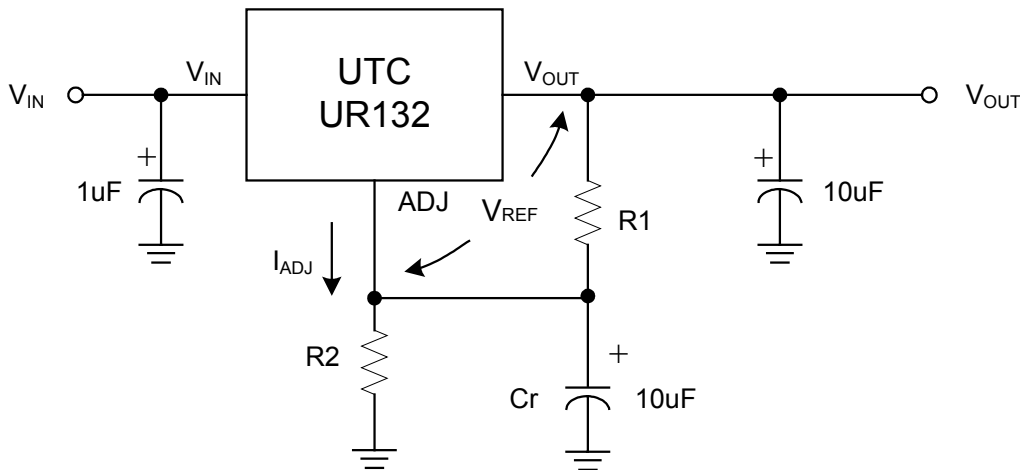 V_IN
V_IN
UTC
UR132
V_OUT
V_OUT
+
1uF
ADJ
V_REF
R1
+
10uF
I_ADJ
R2
+
Cr
10uF